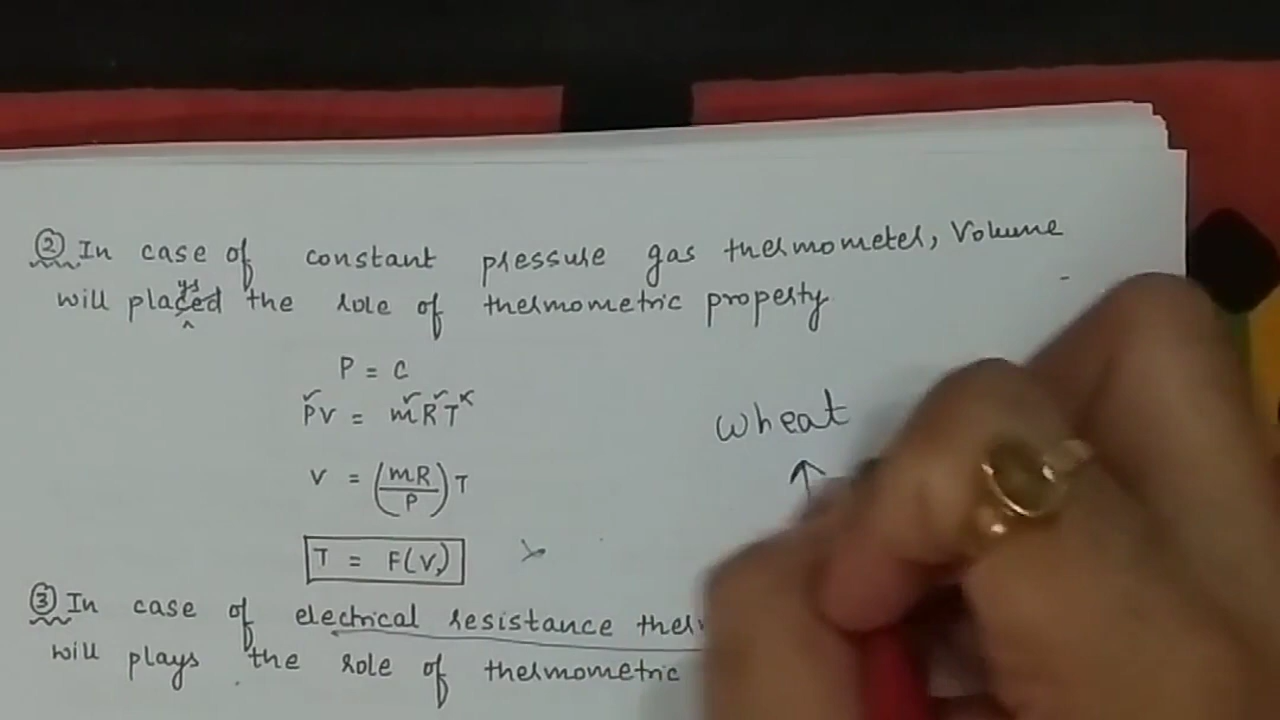 ② In case of constant pressure gas thermometer, Volume
ys
will placed the role of thermometric property
P = C
PV = mRT
V = (mR/P) T
T = F(V)
wheat
③ In case of electrical resistance
will plays the role of thermometric